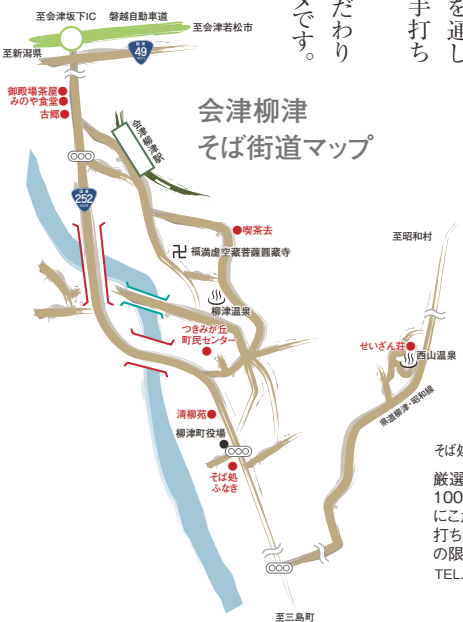 を通し
手打ち
だわり
メです。
会津柳津
そば街道マップ
至会津坂下IC 磐越自動車道
至会津若松市
至新潟県
国道
49
御殿場茶屋
みのや食堂
古郷
会津柳津駅
国道
252
喫茶去
福満虚空蔵菩薩圓藏寺
柳津温泉
つきみが丘
町民センター
至昭和村
せいざん荘
西山温泉
県道柳津・昭和線
清柳苑
柳津町役場
そば処
ふなき
至三島町
そば処
厳選
100
にこだ
打ち
の限
TEL.